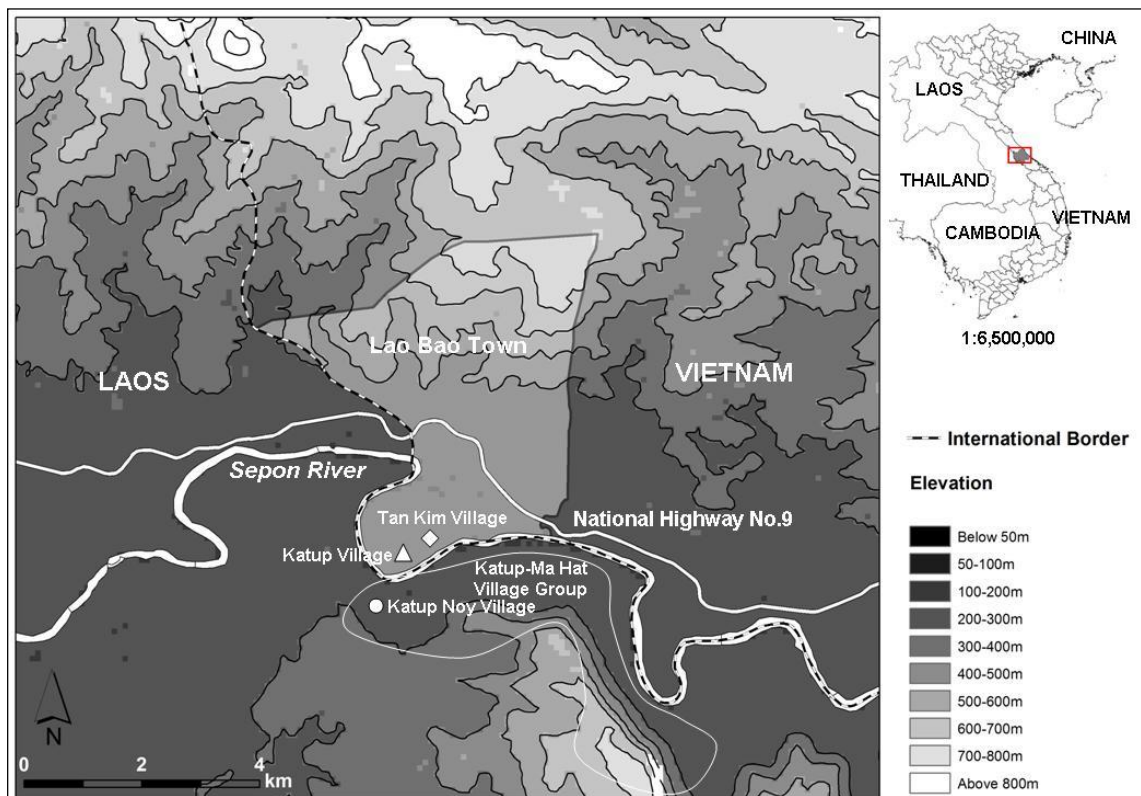 Lao Bao Town
LAOS
VIETNAM
Sepon River
National Highway No.9
Tan Kim Village
Katup Village
Katup-Ma Hat
Village Group
Katup Noy Village
N
0 2 4
km
CHINA
LAOS
THAILAND
VIETNAM
CAMBODIA
1:6,500,000
International Border
Elevation
Below 50m
50-100m
100-200m
200-300m
300-400m
400-500m
500-600m
600-700m
700-800m
Above 800m